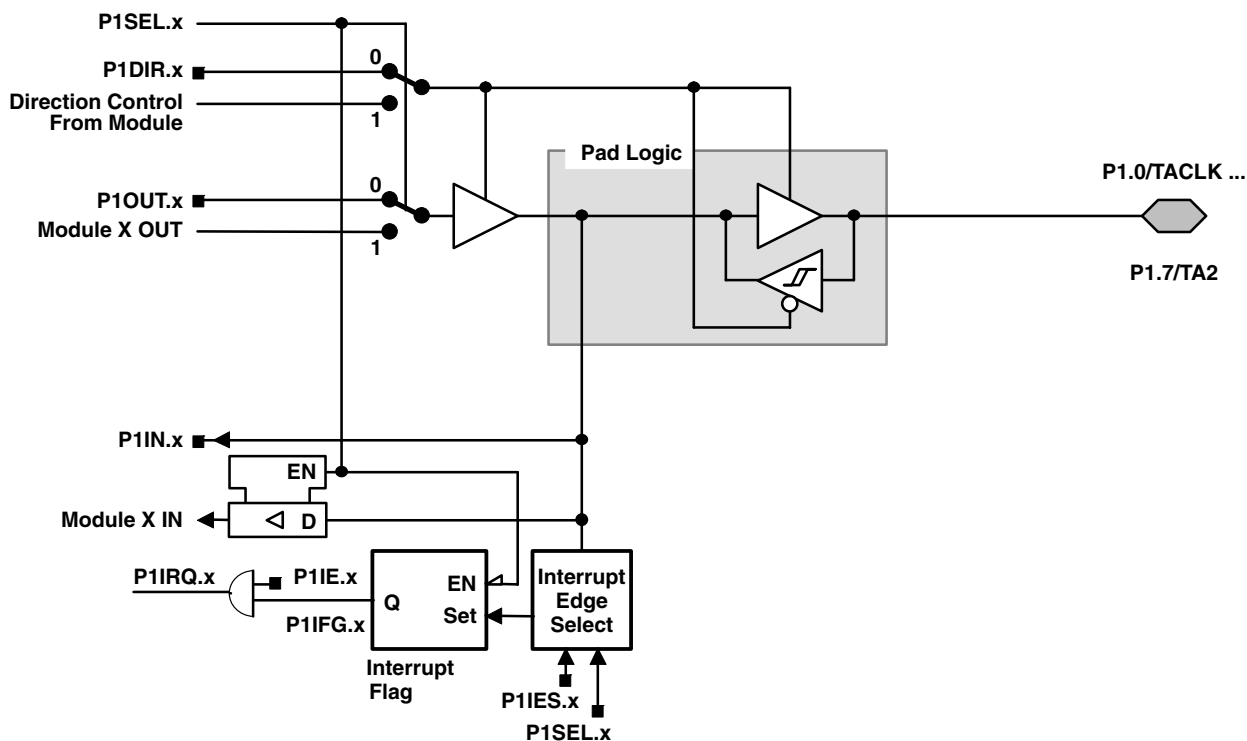 P1SEL.x
0
P1DIR.x
Direction Control
From Module
1
Pad Logic
P1.0/TACLK ...
0
P1OUT.x
Module X OUT
1
P1.7/TA2
P1IN.x
EN
Module X IN
D
P1IRQ.x
P1IE.x
P1IFG.x
Q
EN
Set
Interrupt
Edge
Select
Interrupt
Flag
P1IES.x
P1SEL.x